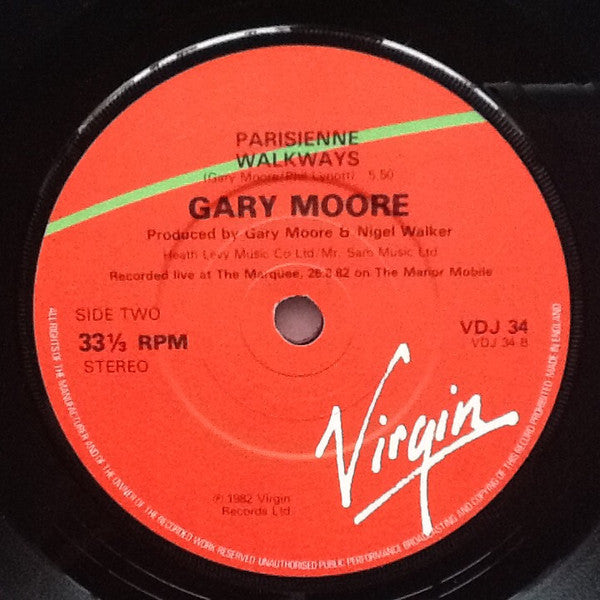 PARISIENNE
WALKWAYS
(Gary Moore/Phil Lynott) 5.50
GARY MOORE
Produced by Gary Moore & Nigel Walker
Heath Levy Music Co Ltd/Mr. Sam Music Ltd
Recorded live at The Marquee, 26.8.82 on The Manor Mobile
SIDE TWO
33⅓ RPM
STEREO
VDJ 34
VDJ 34 B
Virgin
℗ 1982 Virgin
Records Ltd.
ALL RIGHTS OF THE MANUFACTURER AND OF THE OWNER OF THE RECORDED WORK RESERVED. UNAUTHORISED PUBLIC PERFORMANCE BROADCASTING AND COPYING OF THIS RECORD PROHIBITED. MADE IN ENGLAND